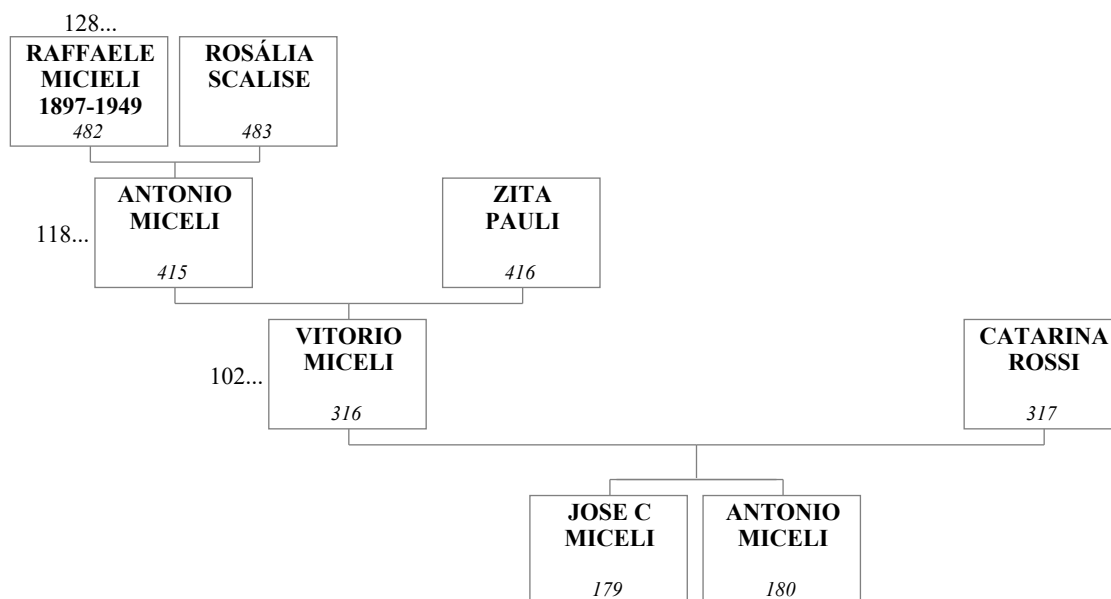 128...
RAFFAELE
MICIELI
1897-1949
482
ROSÁLIA
SCALISE
483
118...
ANTONIO
MICELI
415
ZITA
PAULI
416
102...
VITORIO
MICELI
316
CATARINA
ROSSI
317
JOSE C
MICELI
179
ANTONIO
MICELI
180